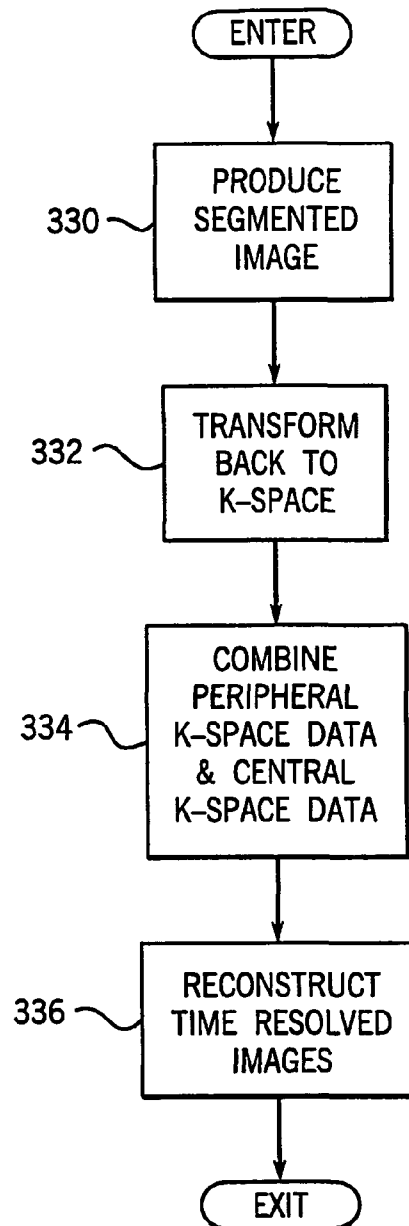 ENTER
330
PRODUCE
SEGMENTED
IMAGE
332
TRANSFORM
BACK TO
K-SPACE
334
COMBINE
PERIPHERAL
K-SPACE DATA
& CENTRAL
K-SPACE DATA
336
RECONSTRUCT
TIME RESOLVED
IMAGES
EXIT